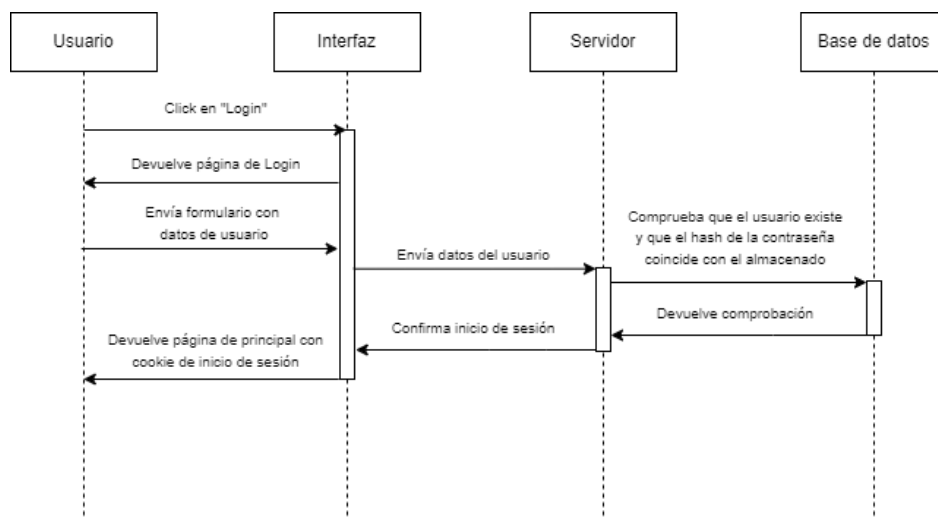 Usuario
Interfaz
Servidor
Base de datos
Click en "Login"
Devuelve página de Login
Envía formulario con
datos de usuario
Envía datos del usuario
Comprueba que el usuario existe
y que el hash de la contraseña
coincide con el almacenado
Devuelve comprobación
Confirma inicio de sesión
Devuelve página de principal con
cookie de inicio de sesión